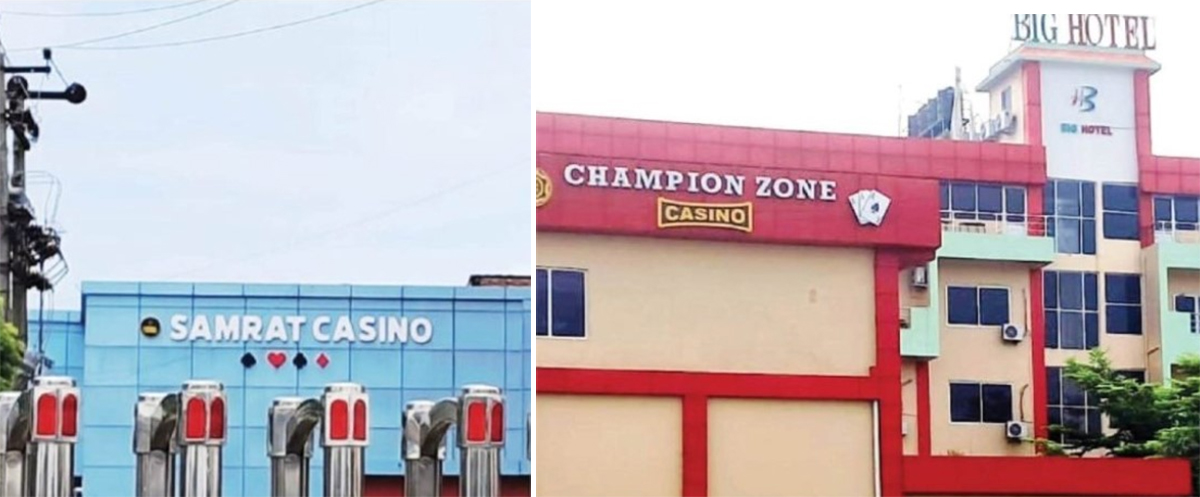 SAMRAT CASINO
BIG HOTEL
B
BIG HOTEL
CHAMPION ZONE
CASINO